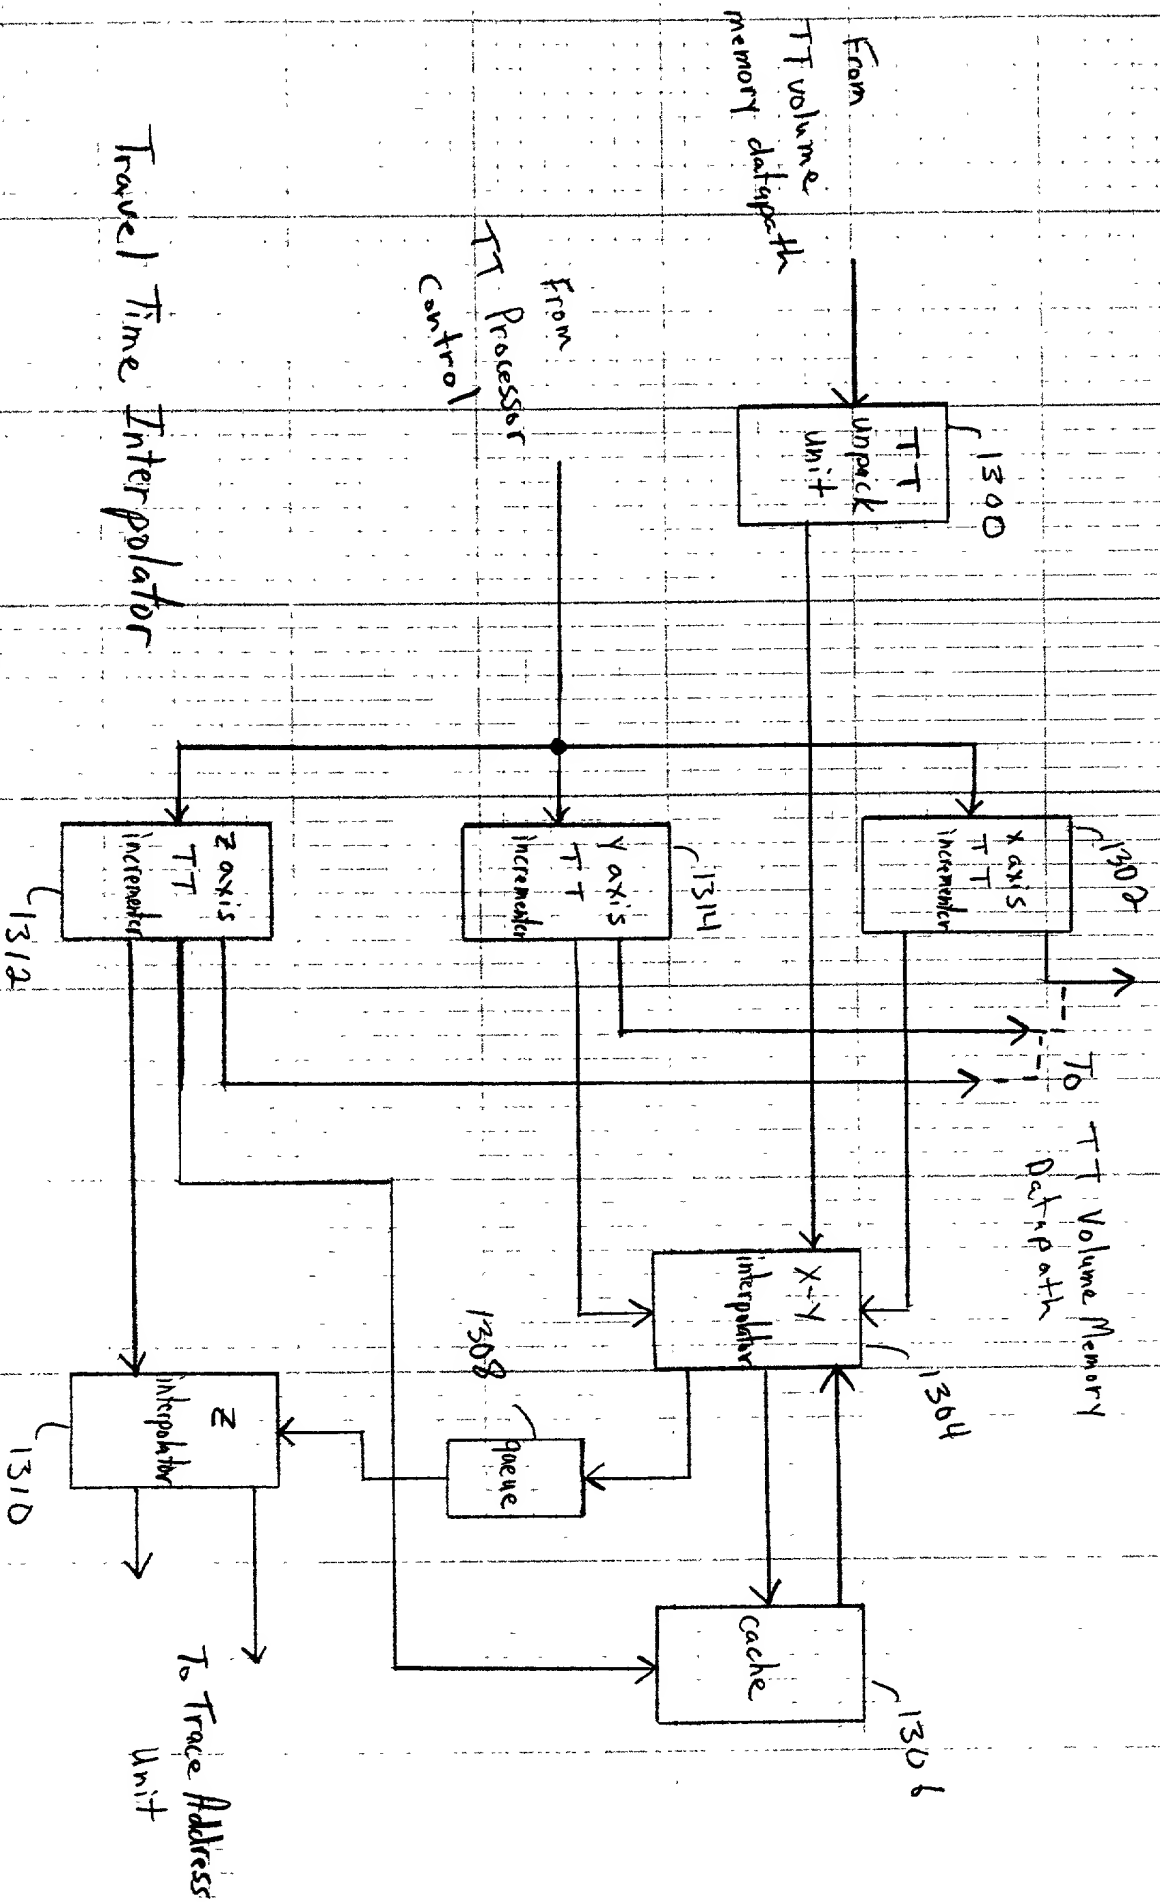 From
TT volume
memory datapath
1300
TT
unpack
unit
From
TT Processor
Control
1302
X axis
TT
incrementer
1314
Y axis
TT
incrementer
Z axis
TT
incrementer
1312
To TT Volume Memory
Datapath
X-Y
interpolator
1304
1308
queue
cache
1306
Z
interpolator
1310
To Trace Address
Unit
Travel Time Interpolator